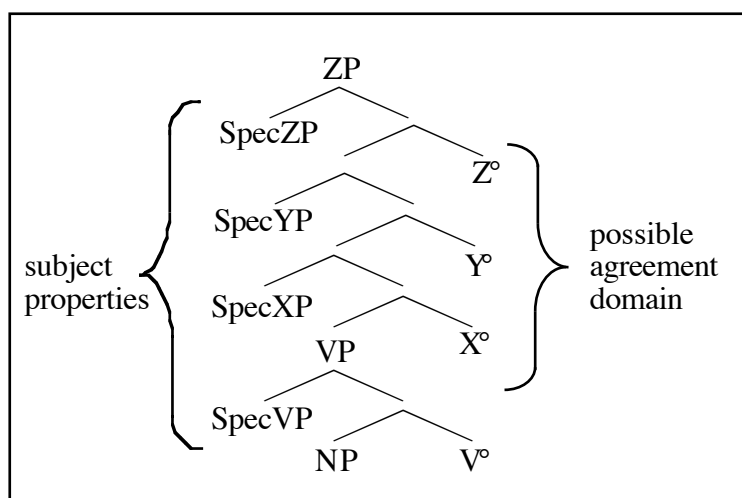 ZP
SpecZP
Z°
SpecYP
Y°
possible
agreement
domain
subject
properties
SpecXP
X°
VP
SpecVP
NP V°